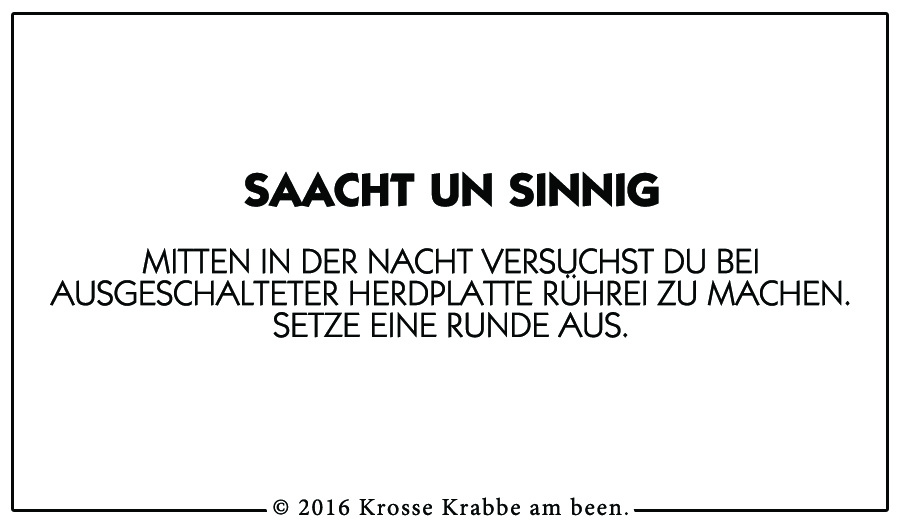 SAACHT UN SINNIG
MITTEN IN DER NACHT VERSUCHST DU BEI
AUSGESCHALTETER HERDPLATTE RÜHREI ZU MACHEN.
SETZE EINE RUNDE AUS.
© 2016 Krosse Krabbe am been.